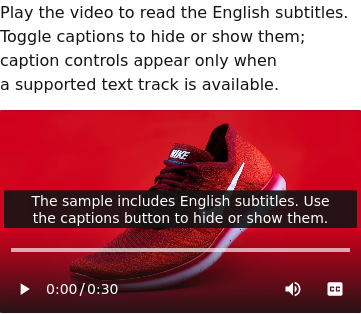 Play the video to read the English subtitles.
Toggle captions to hide or show them;
caption controls appear only when
a supported text track is available.
NIKE
The sample includes English subtitles. Use
the captions button to hide or show them.
0:00/0:30
CC